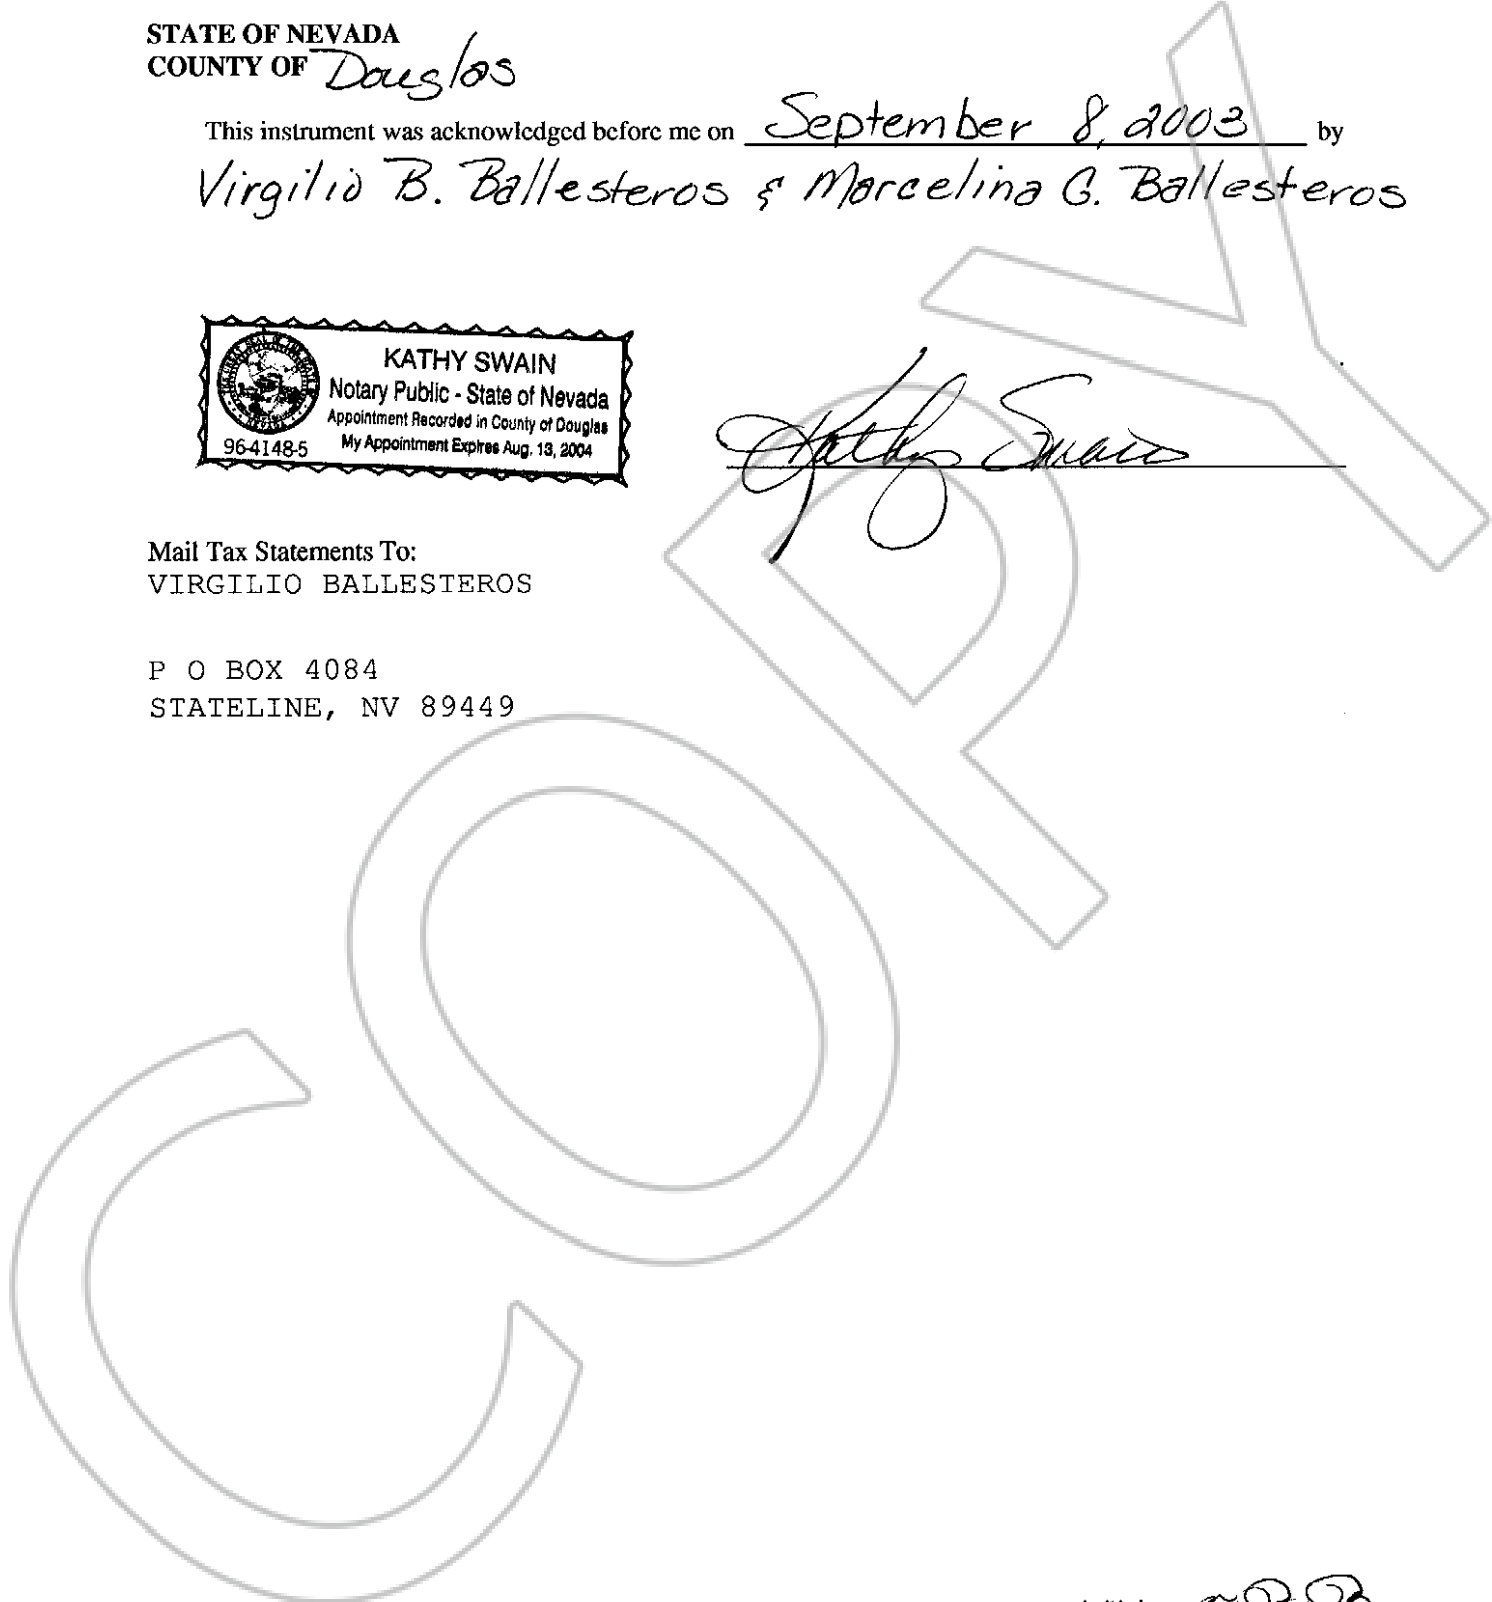 STATE OF NEVADA
COUNTY OF Douglas
This instrument was acknowledged before me on September 8, 2003 by
Virgilio B. Ballesteros & Marcelina G. Ballesteros
KATHY SWAIN
Notary Public - State of Nevada
Appointment Recorded in County of Douglas
96-4148-5 My Appointment Expires Aug. 13, 2004
Kathy Swain
Mail Tax Statements To:
VIRGILIO BALLESTEROS
P O BOX 4084
STATELINE, NV 89449
COPY